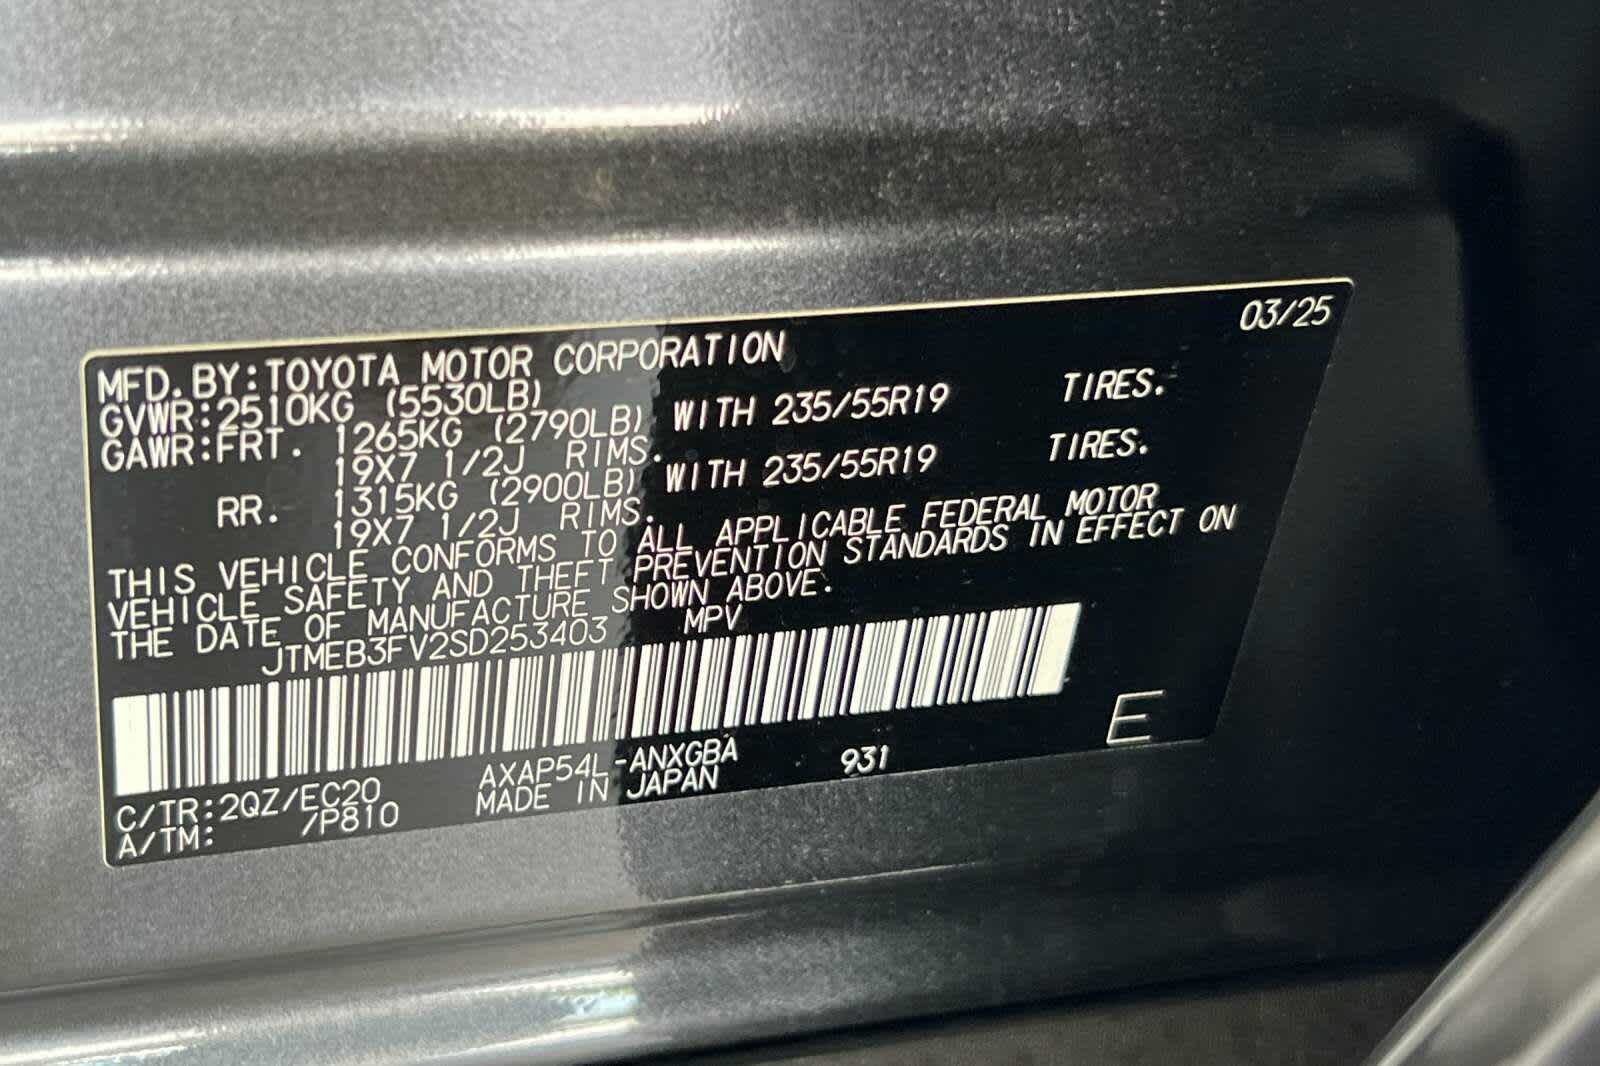 03/25
MFD.BY:TOYOTA MOTOR CORPORATION
GVWR:2510KG (5530LB)
GAWR:FRT. 1265KG (2790LB) WITH 235/55R19 TIRES.
19X7 1/2J RIMS.
RR. 1315KG (2900LB) WITH 235/55R19 TIRES.
19X7 1/2J RIMS.
THIS VEHICLE CONFORMS TO ALL APPLICABLE FEDERAL MOTOR
VEHICLE SAFETY AND THEFT PREVENTION STANDARDS IN EFFECT ON
THE DATE OF MANUFACTURE SHOWN ABOVE.
JTMEB3FV2SD253403 MPV
E
C/TR:2QZ/EC20 AXAP54L-ANXGBA 931
A/TM: /P810 MADE IN JAPAN